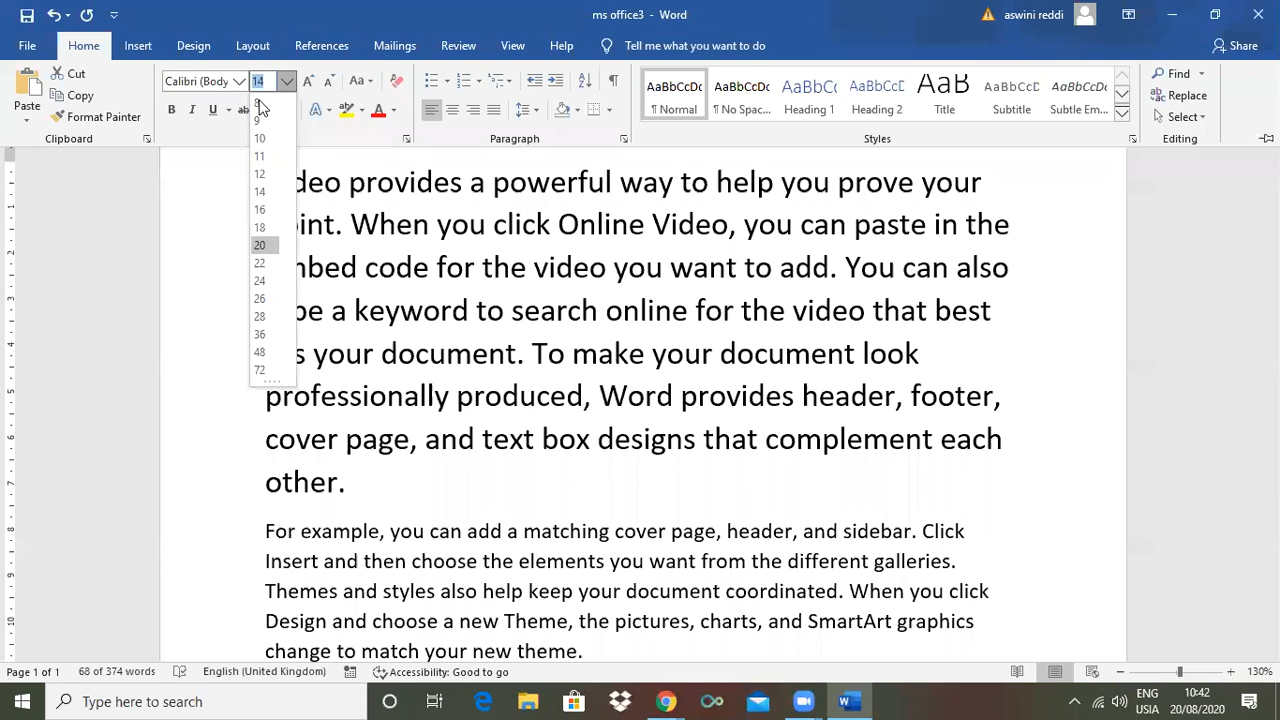 ms office3 - Word
aswini reddi
File Home Insert Design Layout References Mailings Review View Help Tell me what you want to do Share
Paste
Cut
Copy
Format Painter
Clipboard
Calibri (Body 14
Aa
B I U ab A A
8
9
10
11
12
14
16
18
20
22
24
26
28
36
48
72
Paragraph
AaBbCcDc AaBbCcDc AaBbC AaBbCc AaB AaBbCcD
¶ Normal ¶ No Spac... Heading 1 Heading 2 Title Subtitle
Styles
Find
Replace
Select
Editing
deo provides a powerful way to help you prove your
int. When you click Online Video, you can paste in the
bed code for the video you want to add. You can also
pe a keyword to search online for the video that best
s your document. To make your document look
professionally produced, Word provides header, footer,
cover page, and text box designs that complement each
other.
For example, you can add a matching cover page, header, and sidebar. Click
Insert and then choose the elements you want from the different galleries.
Themes and styles also help keep your document coordinated. When you click
Design and choose a new Theme, the pictures, charts, and SmartArt graphics
change to match your new theme.
Page 1 of 1 68 of 374 words English (United Kingdom) Accessibility: Good to go 130%
Type here to search
ENG
USIA
10:42
20/08/2020